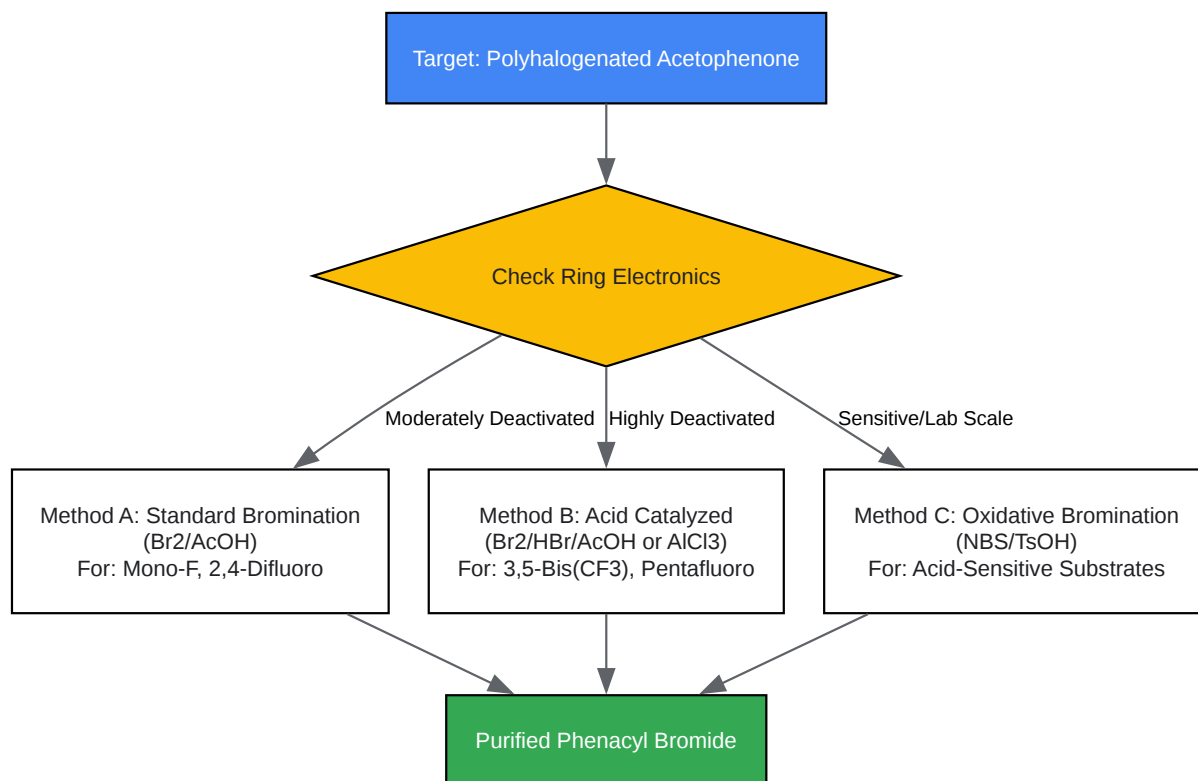 Target: Polyhalogenated Acetophenone
Check Ring Electronics
Moderately Deactivated
Highly Deactivated
Sensitive/Lab Scale
Method A: Standard Bromination
(Br2/AcOH)
For: Mono-F, 2,4-Difluoro
Method B: Acid Catalyzed
(Br2/HBr/AcOH or AlCl3)
For: 3,5-Bis(CF3), Pentafluoro
Method C: Oxidative Bromination
(NBS/TsOH)
For: Acid-Sensitive Substrates
Purified Phenacyl Bromide